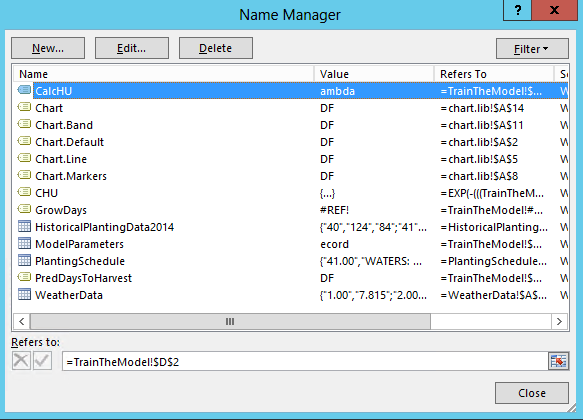 Name Manager
? X
New... Edit... Delete Filter
Name Value Refers To Sc
CalcHU ambda =TrainTheModel!$... W
Chart DF =chart.lib!$A$14 W
Chart.Band DF =chart.lib!$A$11 W
Chart.Default DF =chart.lib!$A$2 W
Chart.Line DF =chart.lib!$A$5 W
Chart.Markers DF =chart.lib!$A$8 W
CHU {...} =EXP(-(((TrainTheM... W
GrowDays #REF! =TrainTheModel!#... W
HistoricalPlantingData2014 {"40","124","84";"41"... =HistoricalPlanting... W
ModelParameters ecord =TrainTheModel!$... W
PlantingSchedule {"41.00","WATERS: ... =PlantingSchedule... W
PredDaysToHarvest DF =TrainTheModel!$... W
WeatherData {"1.00","7.815";"2.00... =WeatherData!$A$... W
Refers to:
=TrainTheModel!$D$2
Close